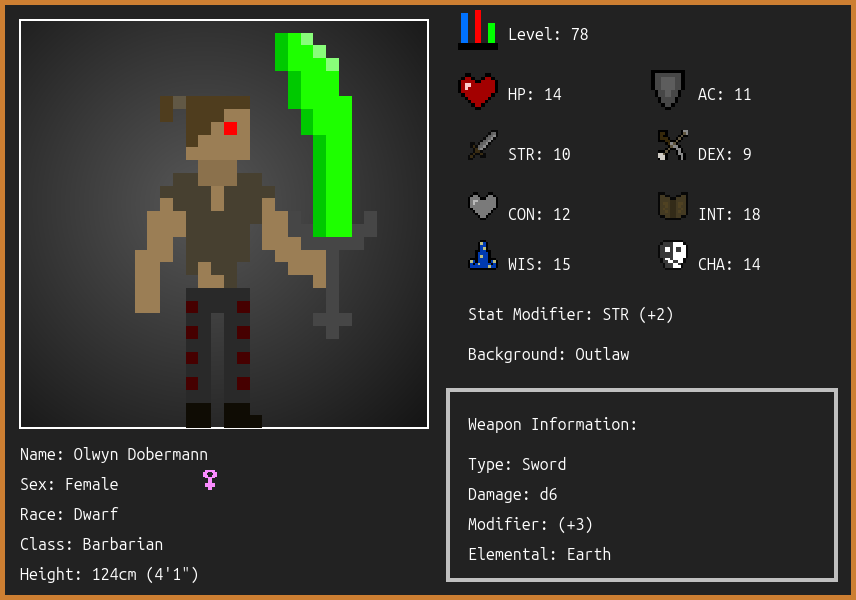 Level: 78
HP: 14
AC: 11
STR: 10
DEX: 9
CON: 12
INT: 18
WIS: 15
CHA: 14
Stat Modifier: STR (+2)
Background: Outlaw
Weapon Information:
Type: Sword
Damage: d6
Modifier: (+3)
Elemental: Earth
Name: Olwyn Dobermann
Sex: Female
Race: Dwarf
Class: Barbarian
Height: 124cm (4'1")